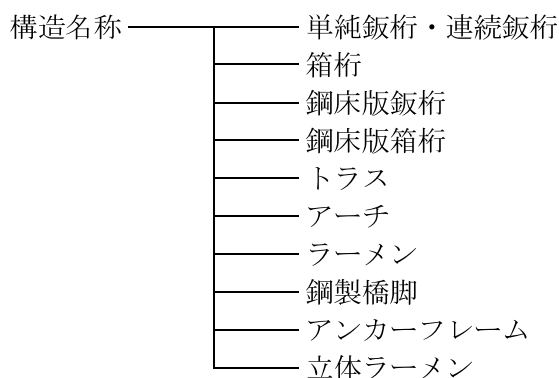 構造名称
単純鈑桁・連続鈑桁
箱桁
鋼床版鈑桁
鋼床版箱桁
トラス
アーチ
ラーメン
鋼製橋脚
アンカーフレーム
立体ラーメン